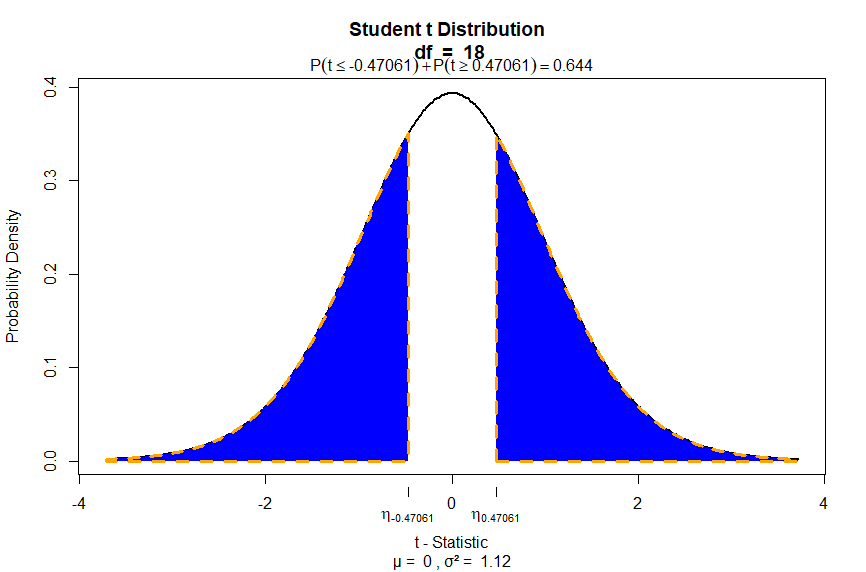 Student t Distribution
df = 18
P(t ≤ -0.47061)+P(t ≥ 0.47061) = 0.644
Probability Density
0.4
0.3
0.2
0.1
0.0
-4
-2
0
2
4
η-0.47061
η0.47061
t - Statistic
μ = 0 , σ² = 1.12